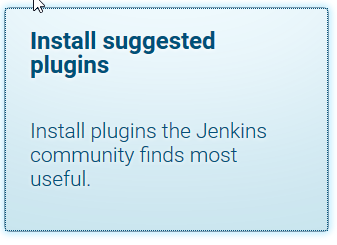 Install suggested
plugins
Install plugins the Jenkins
community finds most
useful.